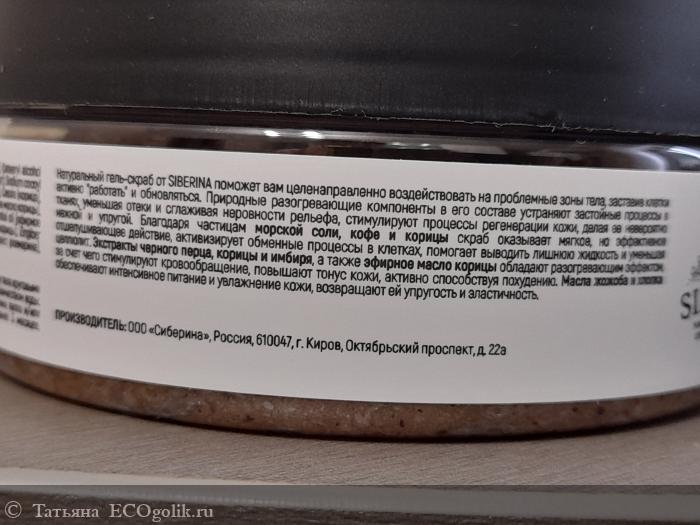 Натуральный гель-скраб от SIBERINA поможет вам целенаправленно воздействовать на проблемные зоны тела, заставив клетки
активно "работать" и обновляться. Природные разогревающие компоненты в его составе устраняют застойные процессы в
тканях, уменьшая отеки и сглаживая неровности рельефа, стимулируют процессы регенерации кожи, делая ее невероятно
нежной и упругой. Благодаря частицам морской соли, кофе и корицы скраб оказывает мягкое, но эффективное
отшелушивающее действие, активизирует обменные процессы в клетках, помогает выводить лишнюю жидкость и уменьшая
целлюлит. Экстракты черного перца, корицы и имбиря, а также эфирное масло корицы обладают разогревающим эффектом,
за счет чего стимулируют кровообращение, повышают тонус кожи, активно способствуя похудению. Масла жожоба и хлопка
обеспечивают интенсивное питание и увлажнение кожи, возвращают ей упругость и эластичность.
ПРОИЗВОДИТЕЛЬ: ООО «Сиберина», Россия, 610047, г. Киров, Октябрьский проспект, д. 22а
© Татьяна ECOgolik.ru